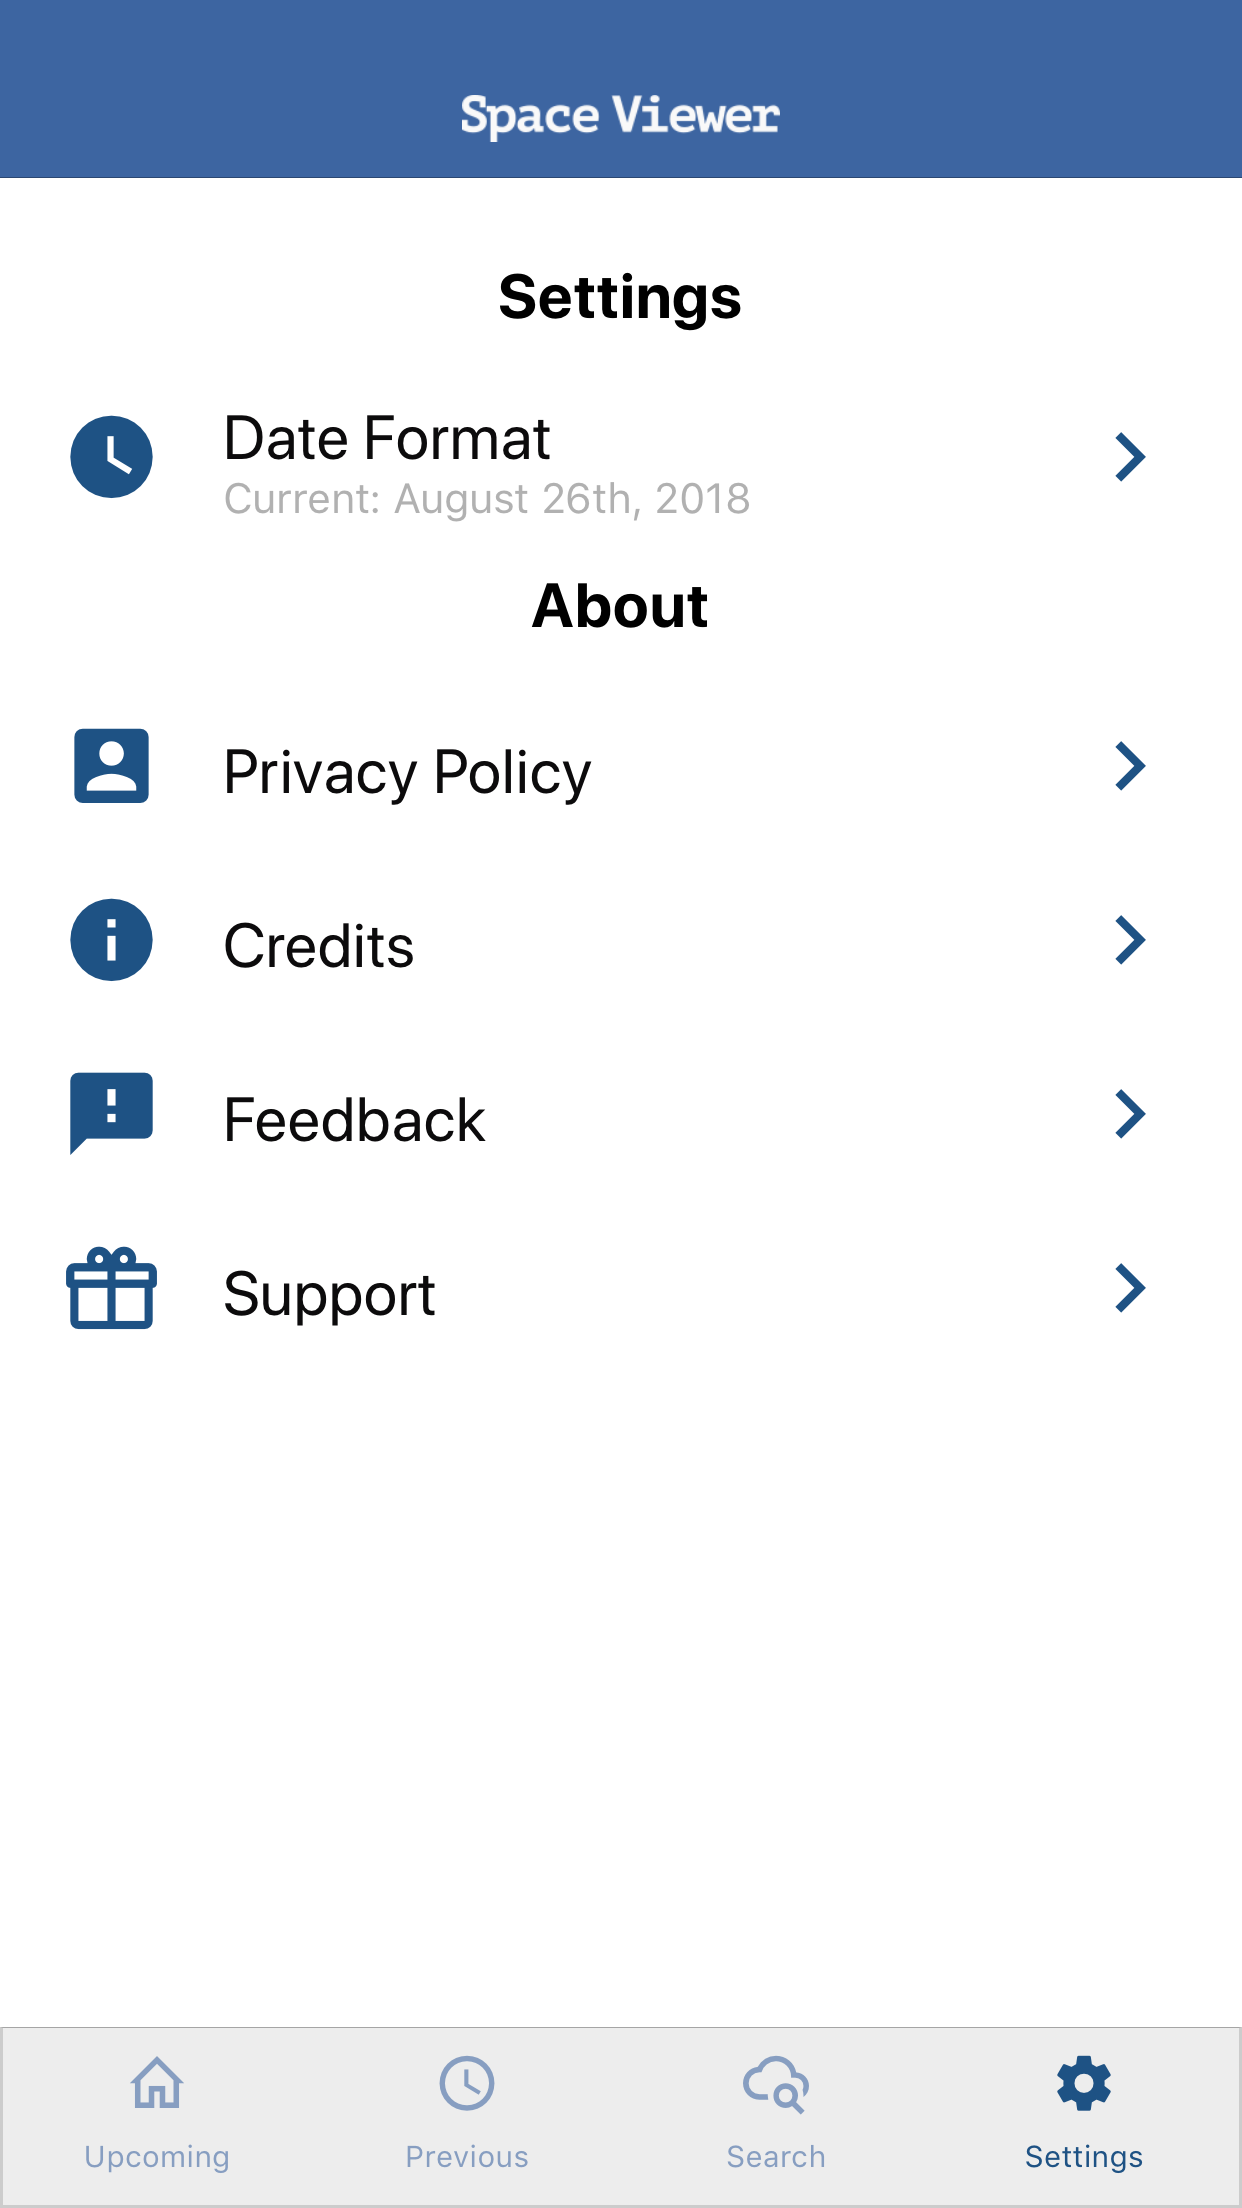 Space Viewer
Settings
Date Format
Current: August 26th, 2018
About
Privacy Policy
Credits
Feedback
Support
Upcoming
Previous
Search
Settings